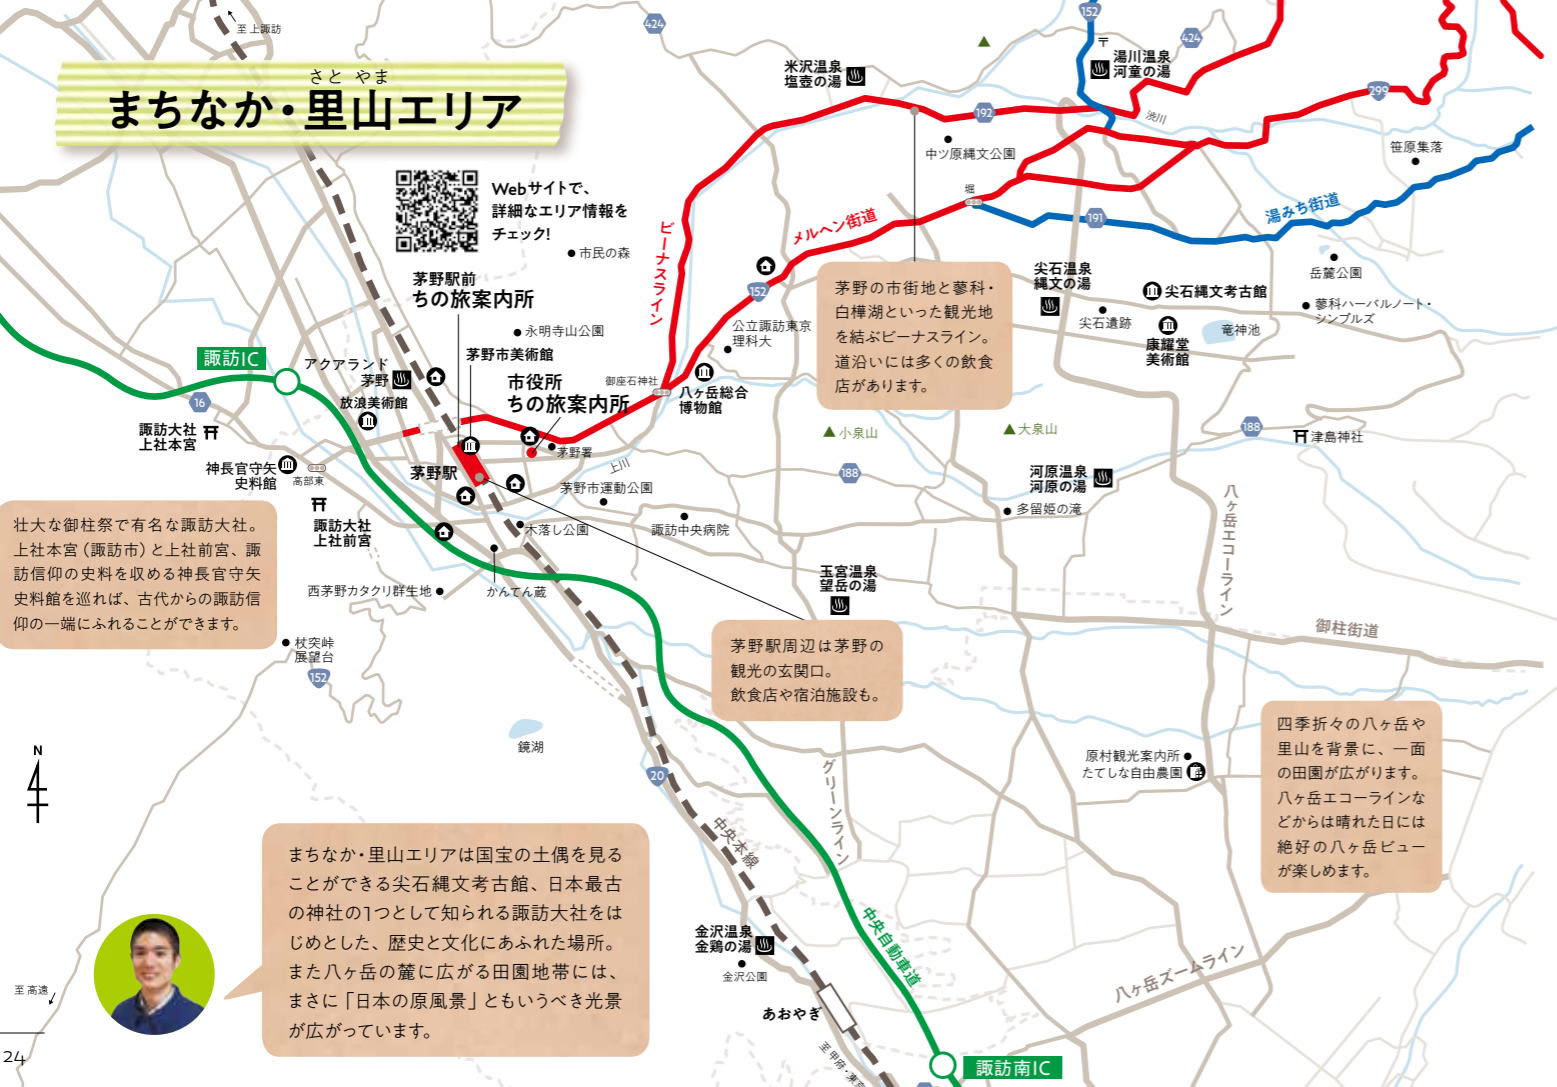 至 上諏訪
さと やま
まちなか・里山エリア
Webサイトで、
詳細なエリア情報を
チェック!
424
152
〒
424
湯川温泉
河童の湯
米沢温泉
塩壺の湯
192
渋川
299
中ツ原縄文公園
笹原集落
堀
191
湯みち街道
市民の森
ビーナスライン
メルヘン街道
152
茅野駅前
ちの旅案内所
永明寺山公園
茅野市美術館
市役所
ちの旅案内所
公立諏訪東京
理科大
御座石神社
八ヶ岳総合
博物館
茅野の市街地と蓼科・
白樺湖といった観光地
を結ぶビーナスライン。
道沿いには多くの飲食
店があります。
尖石温泉
縄文の湯
尖石縄文考古館
尖石遺跡
康耀堂
美術館
竜神池
岳麓公園
蓼科ハーバルノート・
シンプルズ
諏訪IC
アクアランド
茅野
放浪美術館
16
諏訪大社
上社本宮
神長官守矢
史料館
高部東
諏訪大社
上社前宮
茅野駅
茅野署
上川
茅野市運動公園
木落し公園
諏訪中央病院
小泉山
大泉山
188
188
津島神社
河原温泉
河原の湯
多留姫の滝
八ヶ岳エコーライン
壮大な御柱祭で有名な諏訪大社。
上社本宮(諏訪市)と上社前宮、諏
訪信仰の史料を収める神長官守矢
史料館を巡れば、古代からの諏訪信
仰の一端にふれることができます。
西茅野カタクリ群生地
かんてん蔵
玉宮温泉
望岳の湯
御柱街道
杖突峠
展望台
152
茅野駅周辺は茅野の
観光の玄関口。
飲食店や宿泊施設も。
N
鏡湖
20
グリーンライン
原村観光案内所
たてしな自由農園
四季折々の八ヶ岳や
里山を背景に、一面
の田園が広がります。
八ヶ岳エコーラインな
どからは晴れた日には
絶好の八ヶ岳ビュー
が楽しめます。
中央本線
まちなか・里山エリアは国宝の土偶を見る
ことができる尖石縄文考古館、日本最古
の神社の1つとして知られる諏訪大社をは
じめとした、歴史と文化にあふれた場所。
また八ヶ岳の麓に広がる田園地帯には、
まさに「日本の原風景」ともいうべき光景
が広がっています。
中央自動車道
金沢温泉
金鶏の湯
金沢公園
八ヶ岳ズームライン
至 高遠
あおやぎ
至 甲府・東京
諏訪南IC
24